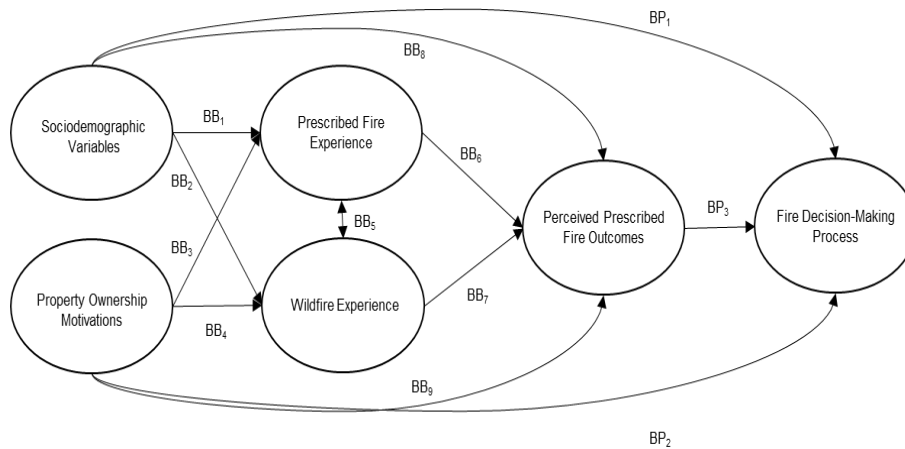 BP1
BB8
Sociodemographic
Variables
BB1
Prescribed Fire
Experience
BB2
BB6
BB3
BB5
Perceived Prescribed
Fire Outcomes
BP3
Fire Decision-Making
Process
Property Ownership
Motivations
BB4
Wildfire Experience
BB7
BB9
BP2